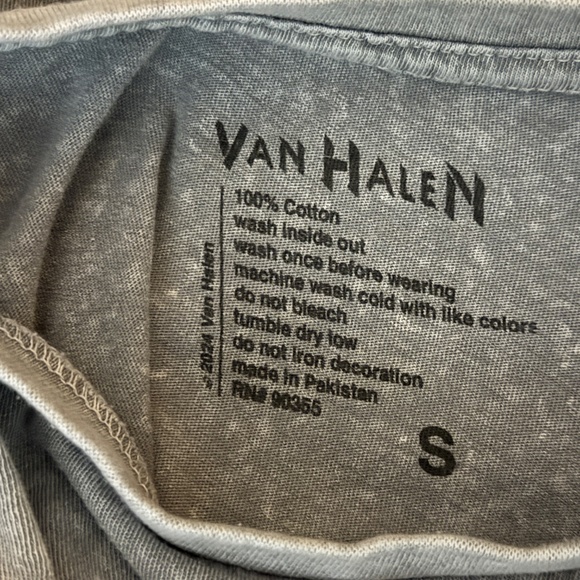 VAN HALEN
100% Cotton
wash inside out
wash once before wearing
machine wash cold with like colors
do not bleach
tumble dry low
do not iron decoration
made in Pakistan
RN# 90355
© 2024 Van Halen
S